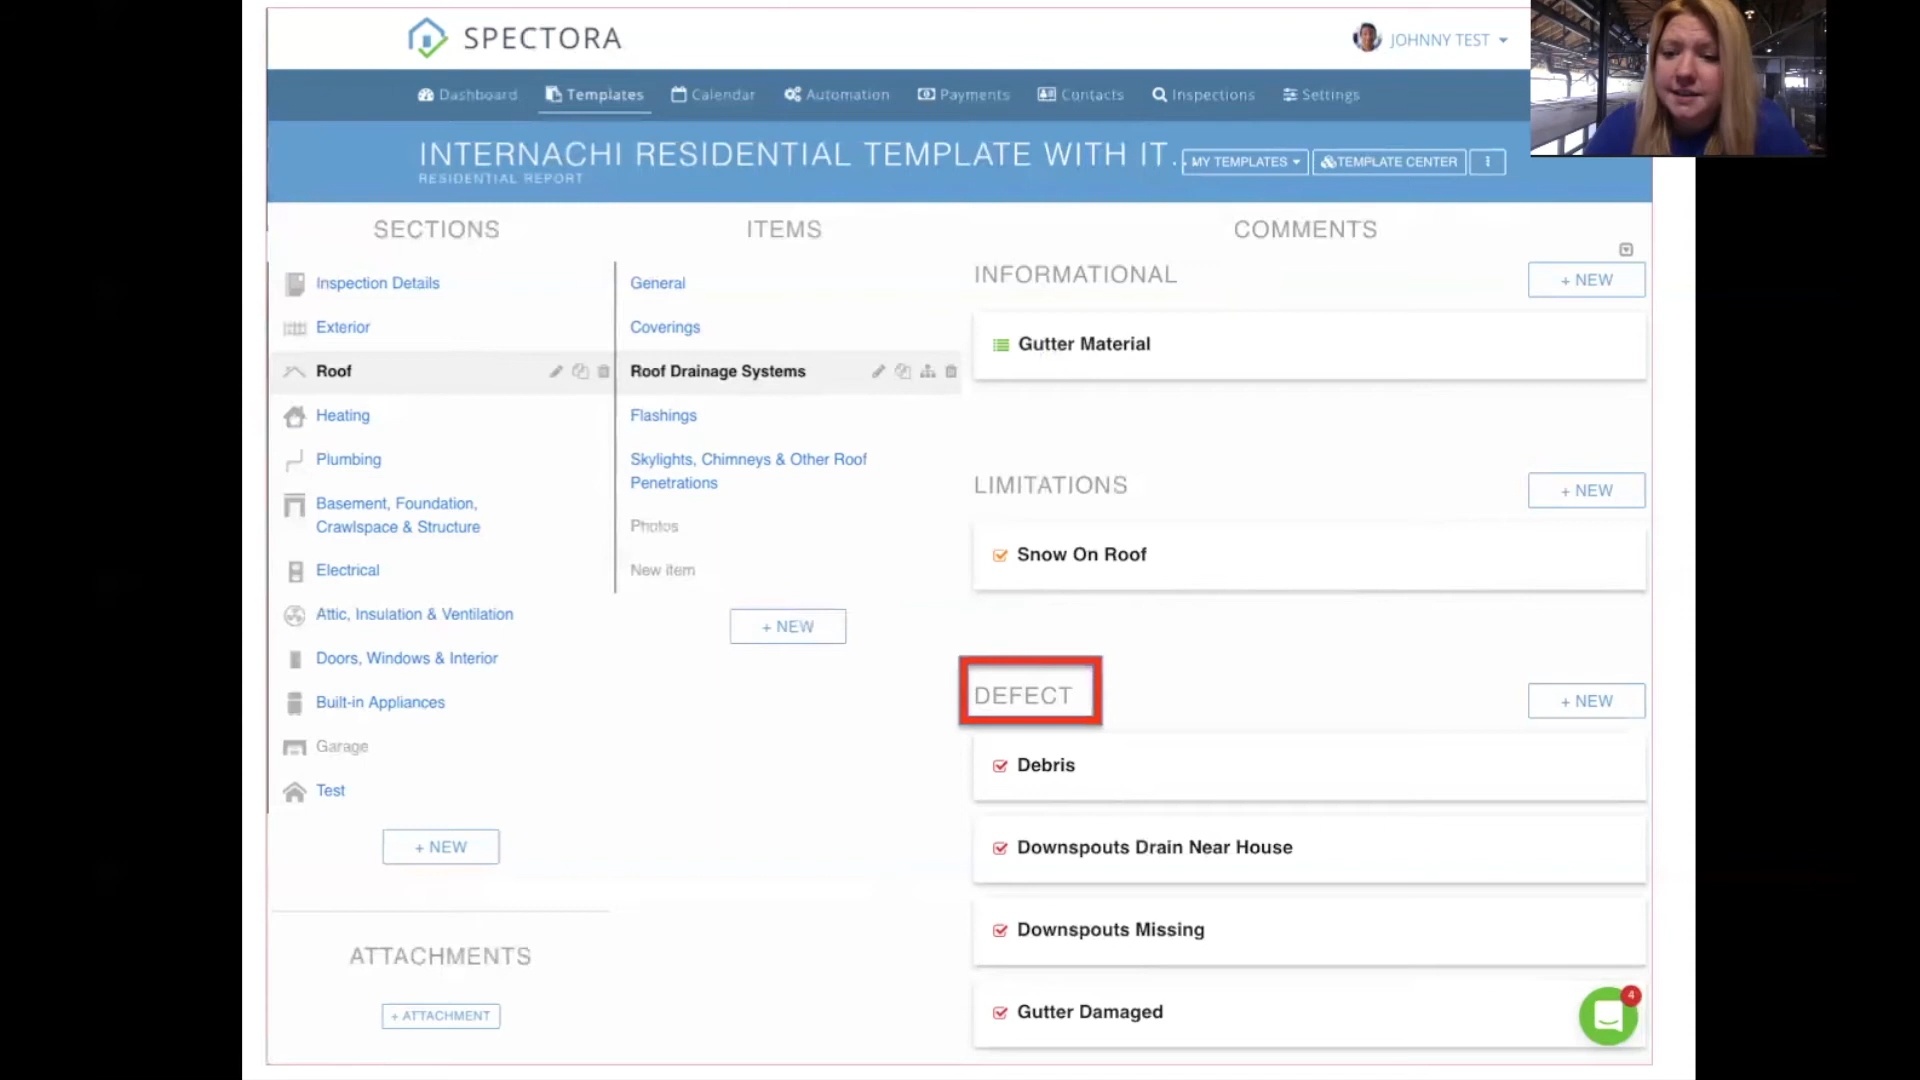 SPECTORA
JOHNNY TEST
Dashboard
Templates
Calendar
Automation
Payments
Contacts
Inspections
Settings
INTERNACHI RESIDENTIAL TEMPLATE WITH IT...
RESIDENTIAL REPORT
MY TEMPLATES
TEMPLATE CENTER
SECTIONS
Inspection Details
Exterior
Roof
Heating
Plumbing
Basement, Foundation,
Crawlspace & Structure
Electrical
Attic, Insulation & Ventilation
Doors, Windows & Interior
Built-in Appliances
Garage
Test
+ NEW
ATTACHMENTS
+ ATTACHMENT
ITEMS
General
Coverings
Roof Drainage Systems
Flashings
Skylights, Chimneys & Other Roof
Penetrations
Photos
New item
+ NEW
COMMENTS
INFORMATIONAL
+ NEW
Gutter Material
LIMITATIONS
+ NEW
Snow On Roof
DEFECT
+ NEW
Debris
Downspouts Drain Near House
Downspouts Missing
Gutter Damaged
4